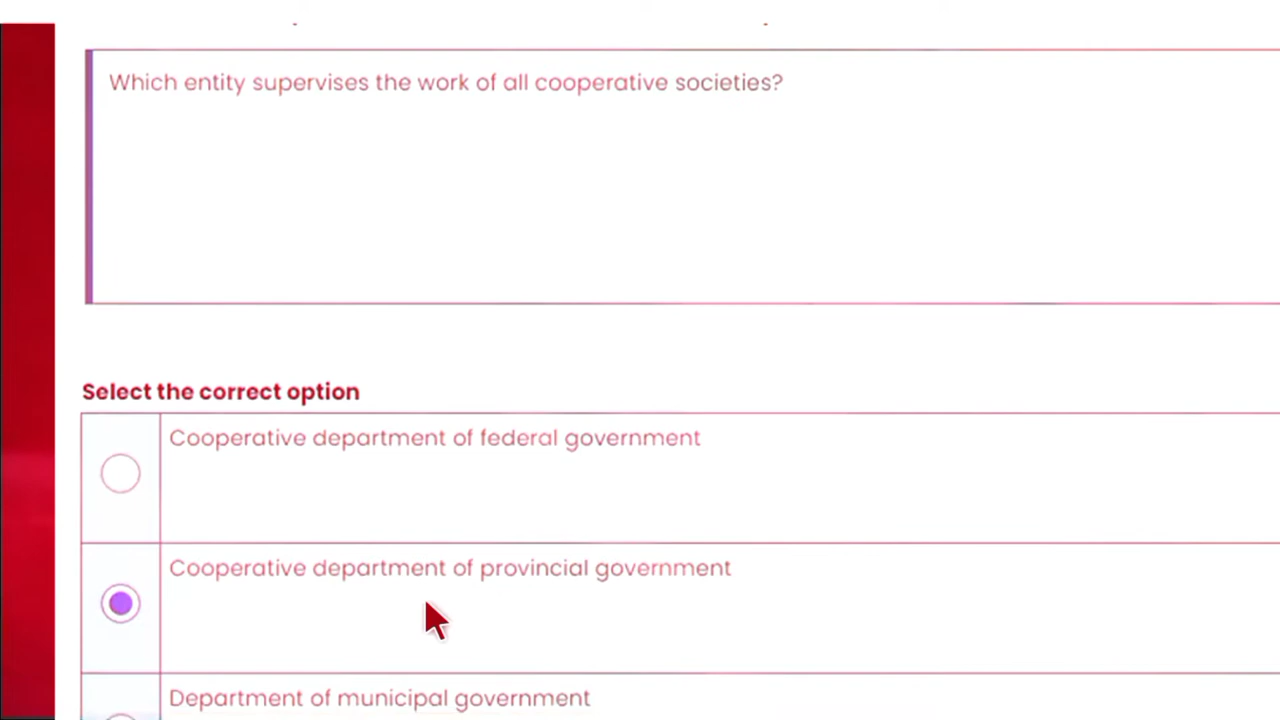 Which entity supervises the work of all cooperative societies?
Select the correct option
Cooperative department of federal government
Cooperative department of provincial government
Department of municipal government